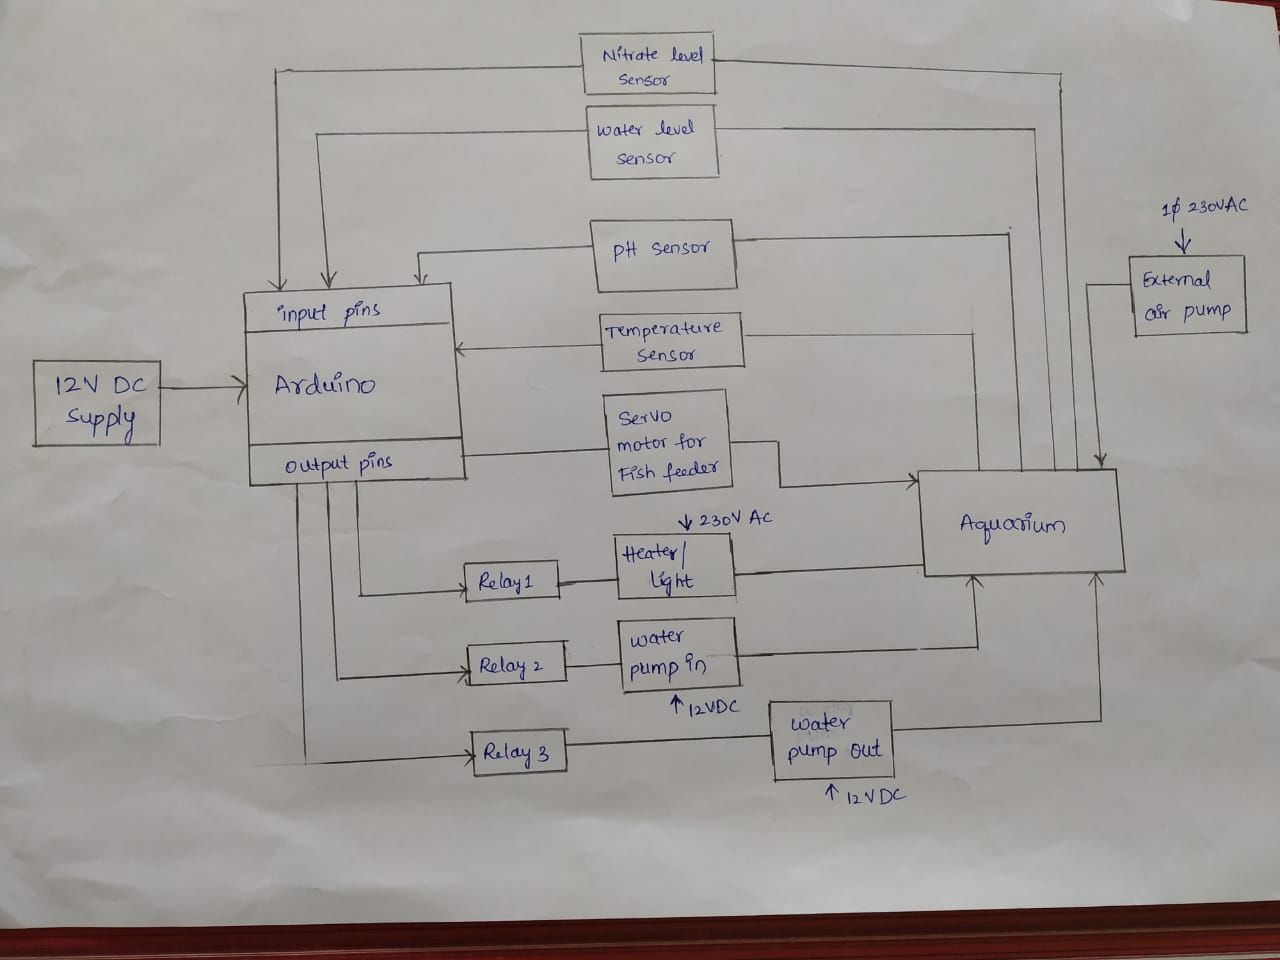 Nitrate level
sensor
water level
sensor
1ϕ 230VAC
PH sensor
External
air pump
input pins
Temperature
sensor
12V DC
supply
Arduino
Servo
motor for
Fish feeder
output pins
230V AC
Aquarium
Heater/
light
Relay1
water
pump in
Relay 2
12VDC
water
pump out
Relay 3
12VDC